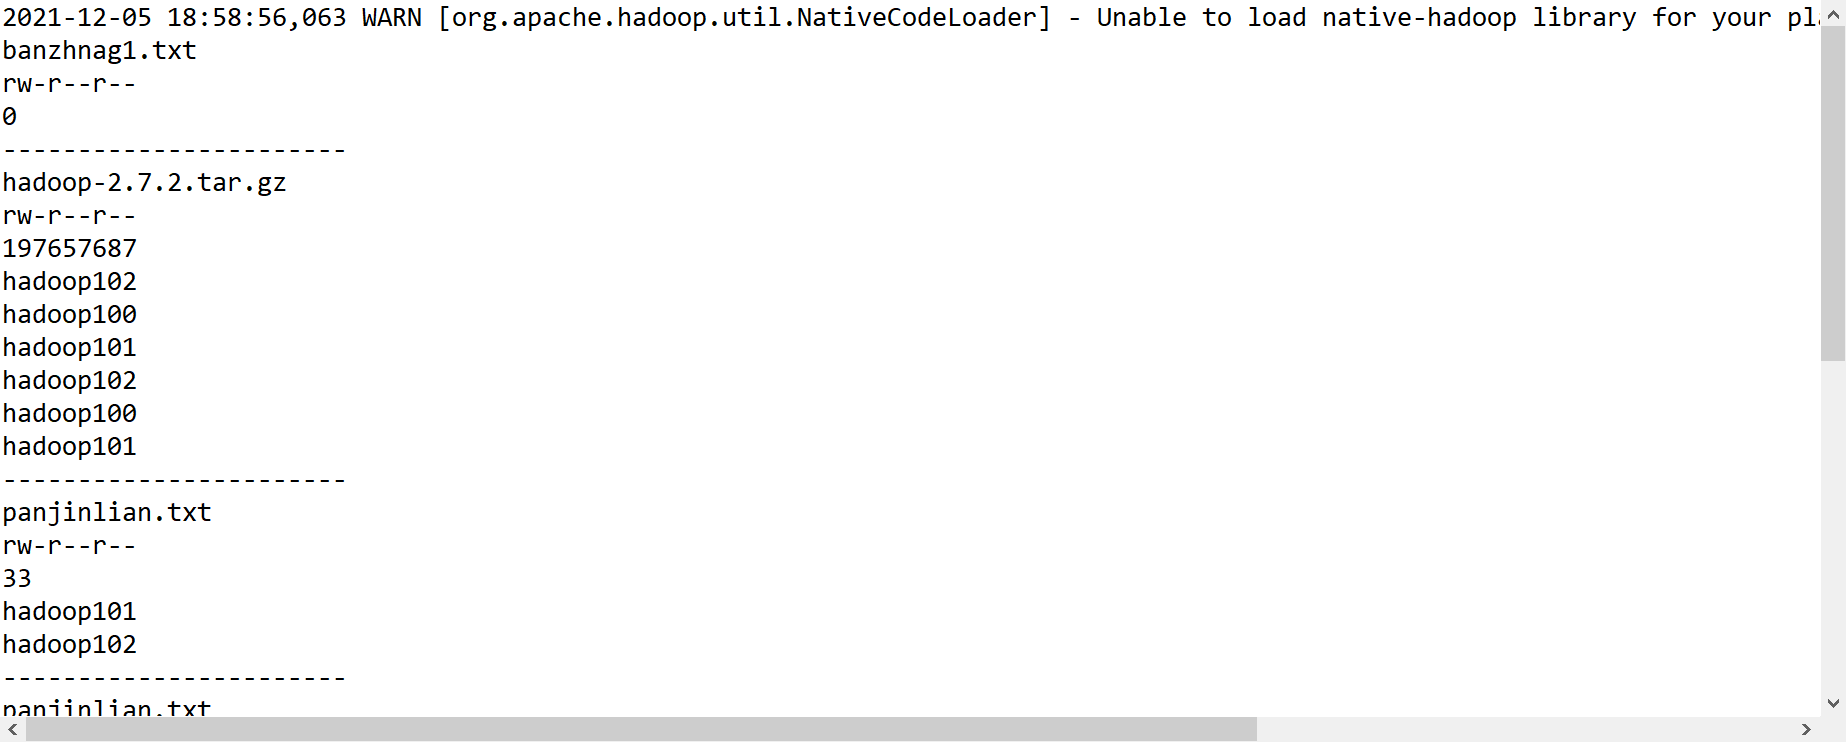 2021-12-05 18:58:56,063 WARN [org.apache.hadoop.util.NativeCodeLoader] - Unable to load native-hadoop library for your pla
banzhnag1.txt
rw-r--r--
0
-----------------------
hadoop-2.7.2.tar.gz
rw-r--r--
197657687
hadoop102
hadoop100
hadoop101
hadoop102
hadoop100
hadoop101
-----------------------
panjinlian.txt
rw-r--r--
33
hadoop101
hadoop102
-----------------------
panjinlian.txt